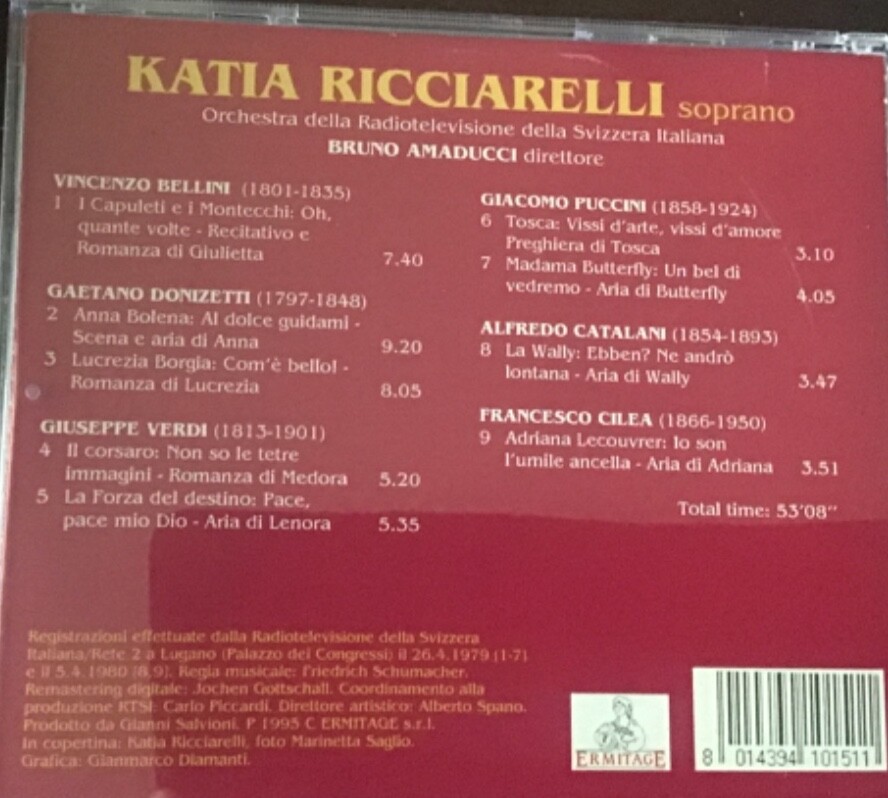 KATIA RICCIARELLI soprano
Orchestra della Radiotelevisione della Svizzera Italiana
BRUNO AMADUCCI direttore
VINCENZO BELLINI (1801-1835)
1 I Capuleti e i Montecchi: Oh,
quante volte - Recitativo e
Romanza di Giulietta 7.40
GAETANO DONIZETTI (1797-1848)
2 Anna Bolena: Al dolce guidami -
Scena e aria di Anna 9.20
3 Lucrezia Borgia: Com'è bello! -
Romanza di Lucrezia 8.05
GIUSEPPE VERDI (1813-1901)
4 Il corsaro: Non so le tetre
immagini - Romanza di Medora 5.20
5 La Forza del destino: Pace,
pace mio Dio - Aria di Lenora 5.35
GIACOMO PUCCINI (1858-1924)
6 Tosca: Vissi d'arte, vissi d'amore
Preghiera di Tosca 3.10
7 Madama Butterfly: Un bel di
vedremo - Aria di Butterfly 4.05
ALFREDO CATALANI (1854-1893)
8 La Wally: Ebben? Ne andrò
lontana - Aria di Wally 3.47
FRANCESCO CILEA (1866-1950)
9 Adriana Lecouvrer: Io son
l'umile ancella - Aria di Adriana 3.51
Total time: 53'08"
Registrazioni effettuate dalla Radiotelevisione della Svizzera
Italiana/Rete 2 a Lugano (Palazzo dei Congressi) il 26.4.1979 [1-7]
e il 5.4.1980 [8,9]. Regia musicale: Friedrich Schumacher.
Remastering digitale: Jochen Gottschall. Coordinamento alla
produzione RTSI: Carlo Piccardi. Direttore artistico: Alberto Spano.
Prodotto da Gianni Salvioni. P 1995 C ERMITAGE s.r.l.
In copertina: Katia Ricciarelli, foto Marinetta Saglio.
Grafica: Gianmarco Diamanti.
ERMITAGE
8 014394 101511